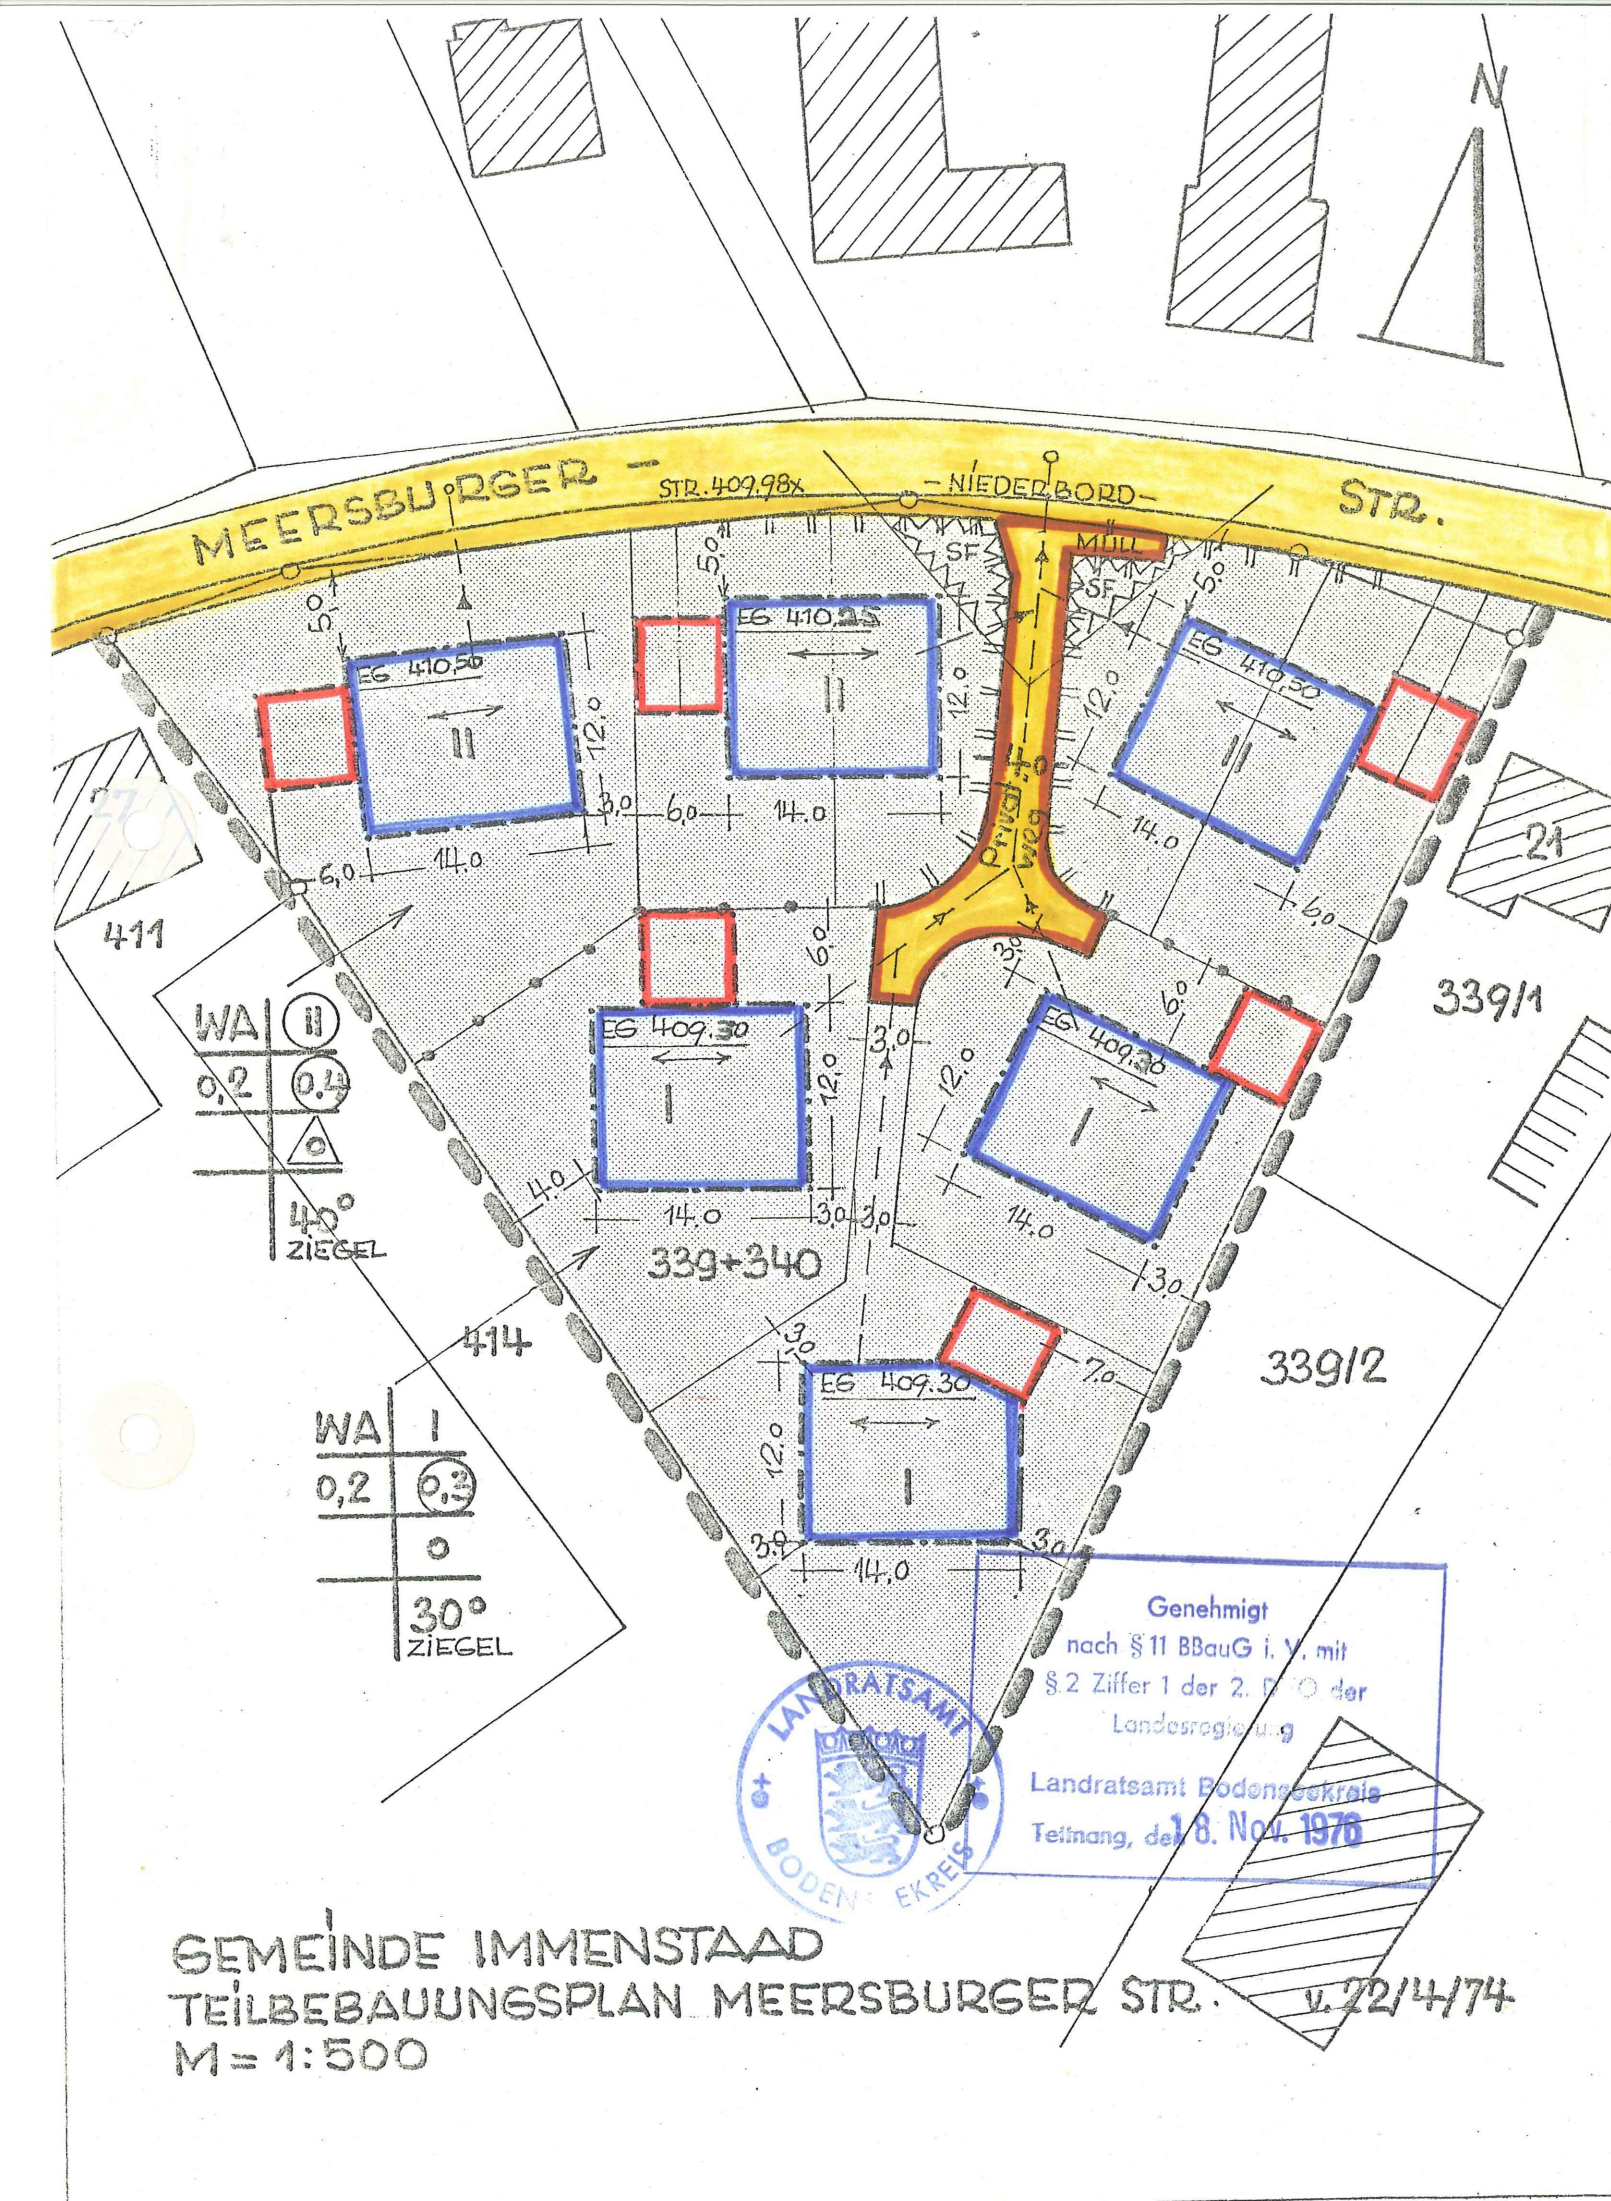 N
MEERSBURGER - STR.
STR. 409.98x
-NIEDERBORD-
SF
MÜLL
SF
5.0
5.0
5.0
EG 410,50
II
12.0
3,0
6,0
14.0
EG 410,25
II
12.0
6,0
14.0
EG 410,50
II
12.0
14.0
6,0
Privat-
weg
27
411
21
339/1
WA II
0,2 0.4
o
40°
ZIEGEL
6,0
EG 409.30
I
12,0
4.0
14.0
3,0
3,0
3.0
3.0
6.0
EG 409.30
I
12.0
14.0
3,0
339+340
414
339/2
3.0
7.0
EG 409.30
I
12.0
3.0
3.0
14.0
WA I
0,2 0,3
o
30°
ZIEGEL
Genehmigt
nach § 11 BBauG i. V. mit
§ 2 Ziffer 1 der 2. der
Landesregierung
Landratsamt Bodenseekreis
Tettnang, den 18. Nov. 1976
LANDRATSAMT
BODENSEEKREIS
GEMEINDE IMMENSTAAD
TEILBEBAUUNGSPLAN MEERSBURGER STR. v. 22/4/74
M = 1:500